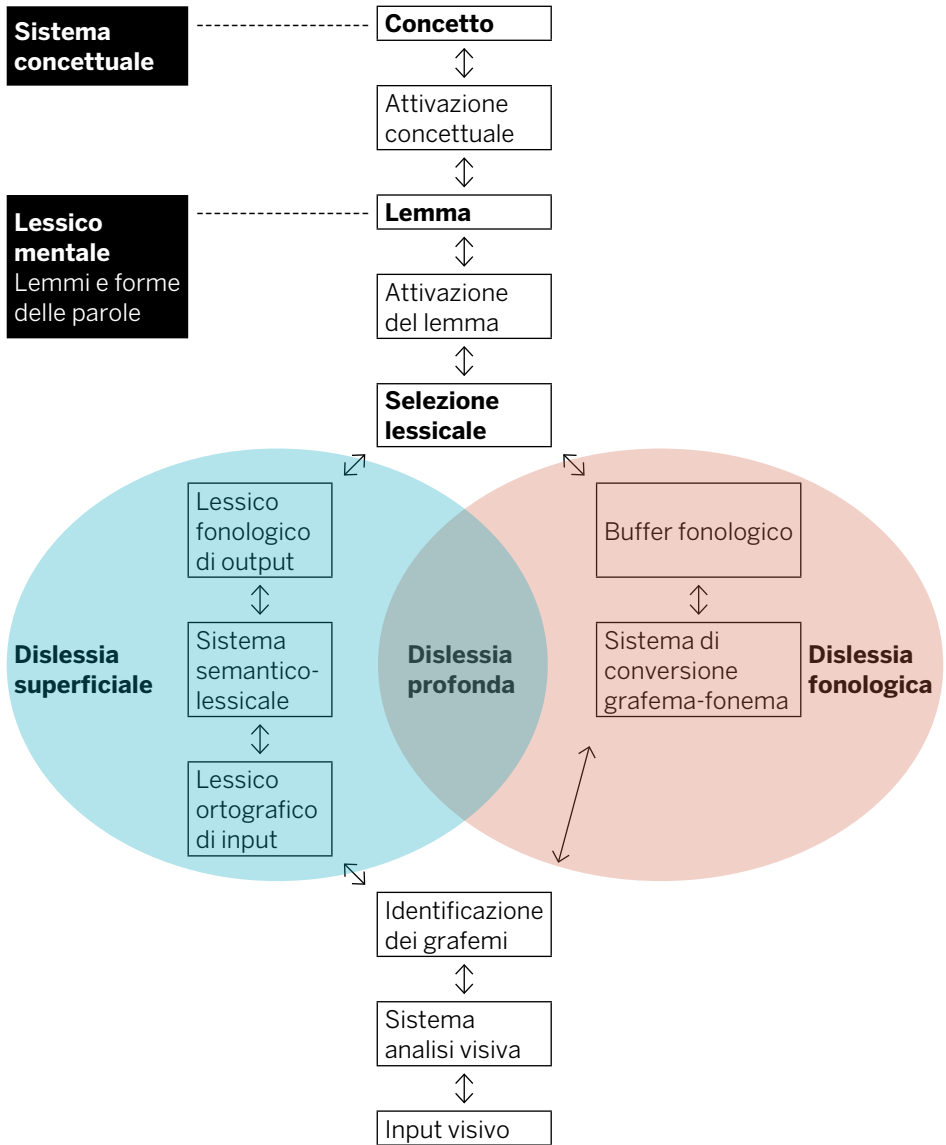 Sistema
concettuale
Concetto
Attivazione
concettuale
Lessico
mentale
Lemmi e forme
delle parole
Lemma
Attivazione
del lemma
Selezione
lessicale
Lessico
fonologico
di output
Buffer fonologico
Dislessia
superficiale
Sistema
semantico-
lessicale
Dislessia
profonda
Sistema di
conversione
grafema-fonema
Dislessia
fonologica
Lessico
ortografico
di input
Identificazione
dei grafemi
Sistema
analisi visiva
Input visivo